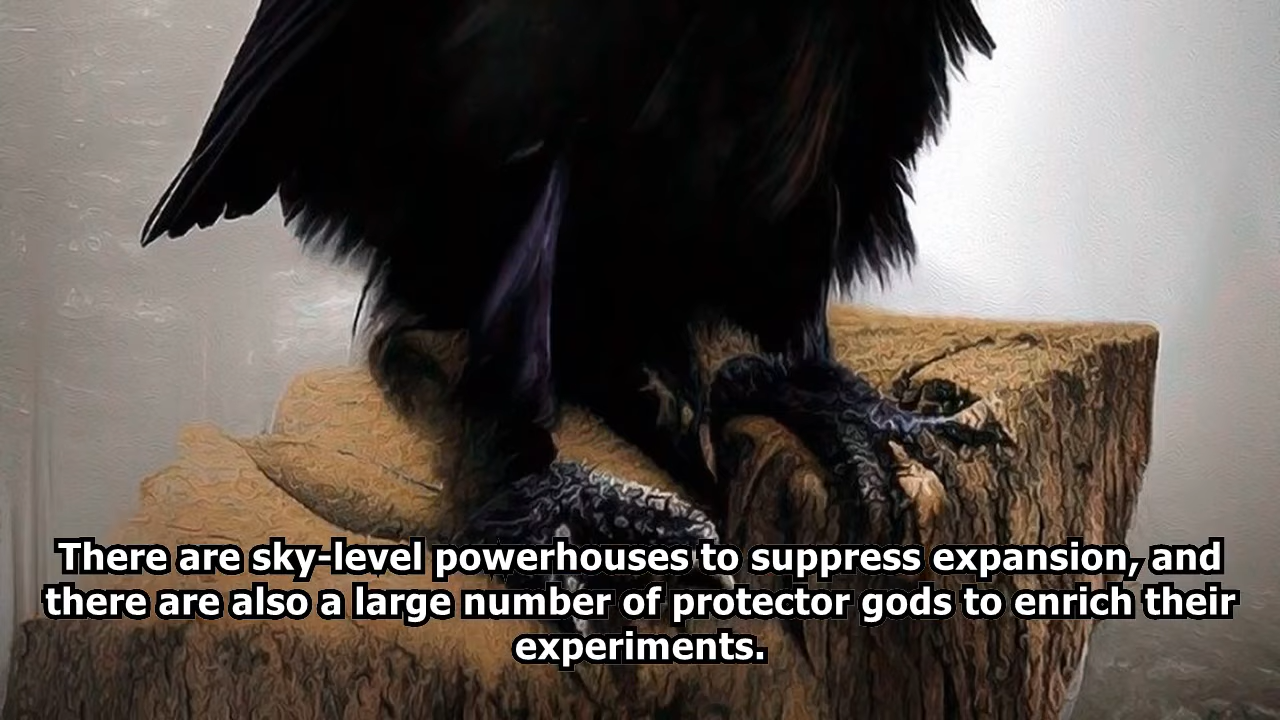 There are sky-level powerhouses to suppress expansion, and
there are also a large number of protector gods to enrich their
experiments.